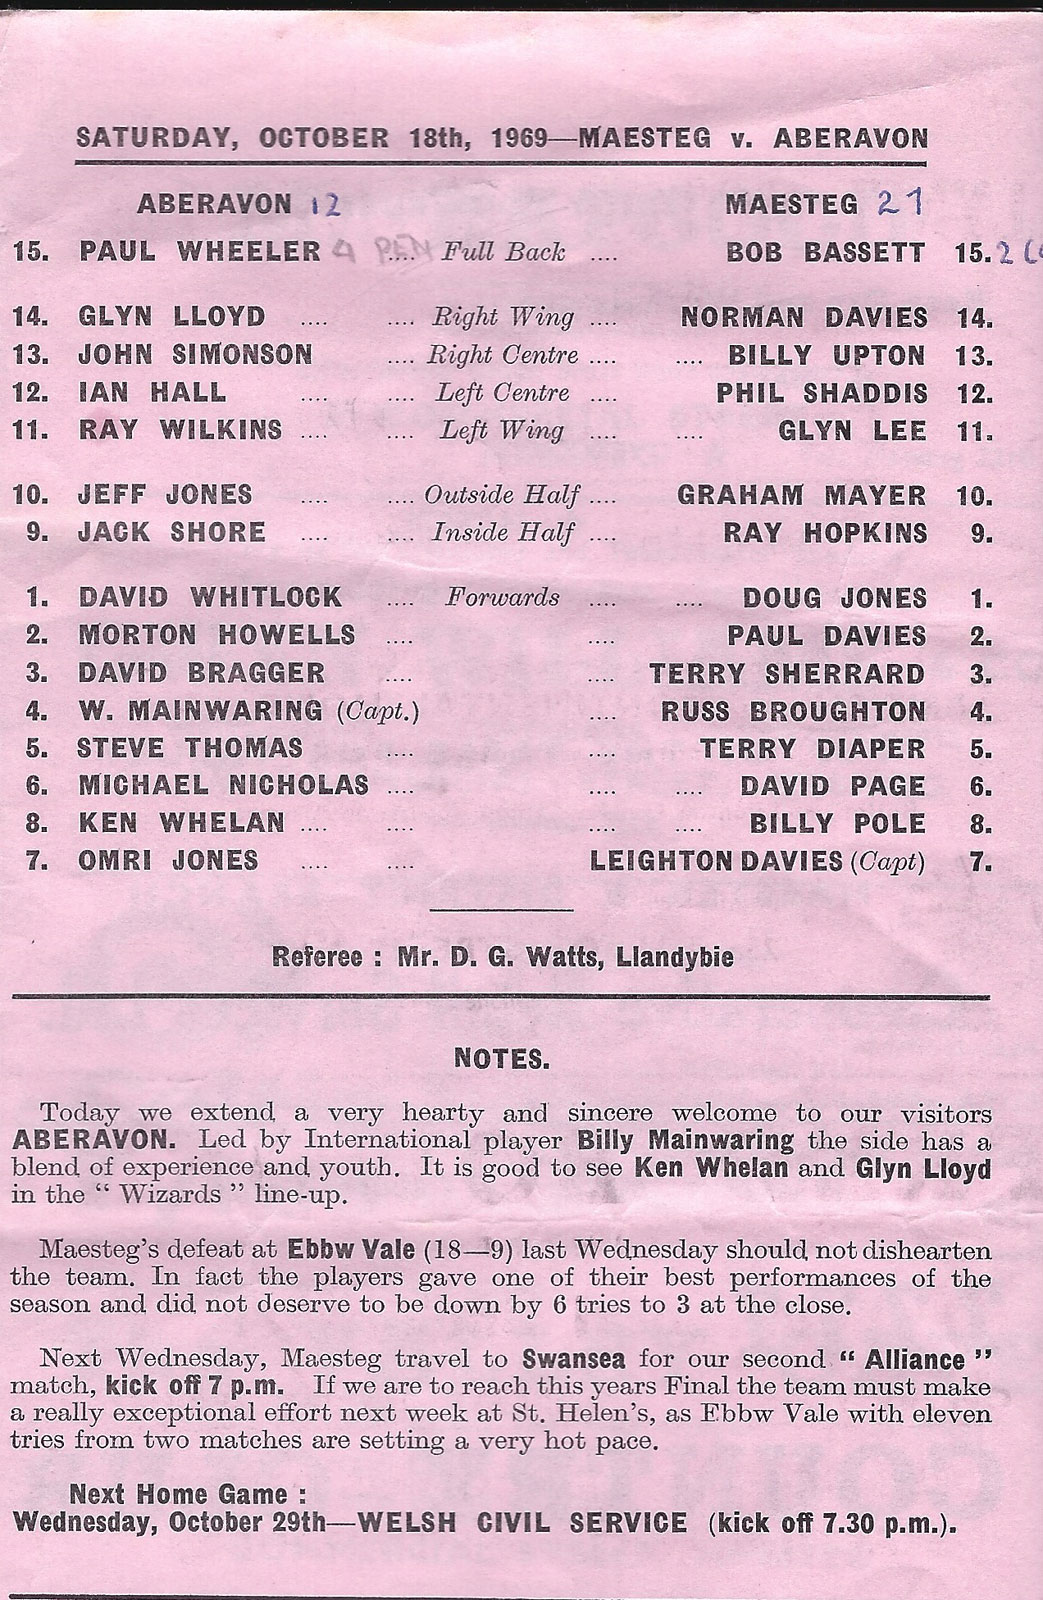 SATURDAY, OCTOBER 18th, 1969—MAESTEG v. ABERAVON
ABERAVON 12 MAESTEG 27
15. PAUL WHEELER 4 PEN .... Full Back .... BOB BASSETT 15. 2
14. GLYN LLOYD .... .... Right Wing .... NORMAN DAVIES 14.
13. JOHN SIMONSON .... Right Centre .... .... BILLY UPTON 13.
12. IAN HALL .... .... Left Centre .... PHIL SHADDIS 12.
11. RAY WILKINS .... .... Left Wing .... .... GLYN LEE 11.
10. JEFF JONES .... .... Outside Half .... GRAHAM MAYER 10.
9. JACK SHORE .... .... Inside Half .... RAY HOPKINS 9.
1. DAVID WHITLOCK .... Forwards .... .... DOUG JONES 1.
2. MORTON HOWELLS .... .... PAUL DAVIES 2.
3. DAVID BRAGGER .... .... TERRY SHERRARD 3.
4. W. MAINWARING (Capt.) .... RUSS BROUGHTON 4.
5. STEVE THOMAS .... .... TERRY DIAPER 5.
6. MICHAEL NICHOLAS .... .... .... DAVID PAGE 6.
8. KEN WHELAN .... .... .... .... BILLY POLE 8.
7. OMRI JONES .... .... LEIGHTON DAVIES (Capt) 7.
Referee : Mr. D. G. Watts, Llandybie
NOTES.
Today we extend a very hearty and sincere welcome to our visitors
ABERAVON. Led by International player Billy Mainwaring the side has a
blend of experience and youth. It is good to see Ken Whelan and Glyn Lloyd
in the “ Wizards ” line-up.
Maesteg's defeat at Ebbw Vale (18—9) last Wednesday should not dishearten
the team. In fact the players gave one of their best performances of the
season and did not deserve to be down by 6 tries to 3 at the close.
Next Wednesday, Maesteg travel to Swansea for our second “ Alliance ”
match, kick off 7 p.m. If we are to reach this years Final the team must make
a really exceptional effort next week at St. Helen's, as Ebbw Vale with eleven
tries from two matches are setting a very hot pace.
Next Home Game :
Wednesday, October 29th—WELSH CIVIL SERVICE (kick off 7.30 p.m.).